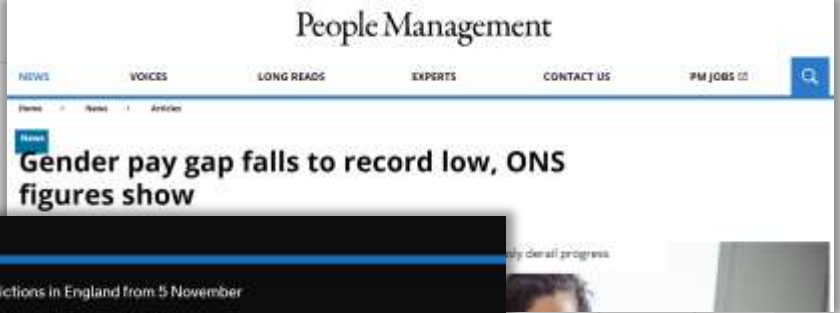 People Management
NEWS VOICES LONG READS EXPERTS CONTACT US PM JOBS
Home > News > Articles
News
Gender pay gap falls to record low, ONS
figures show
derail progress
in England from 5 November